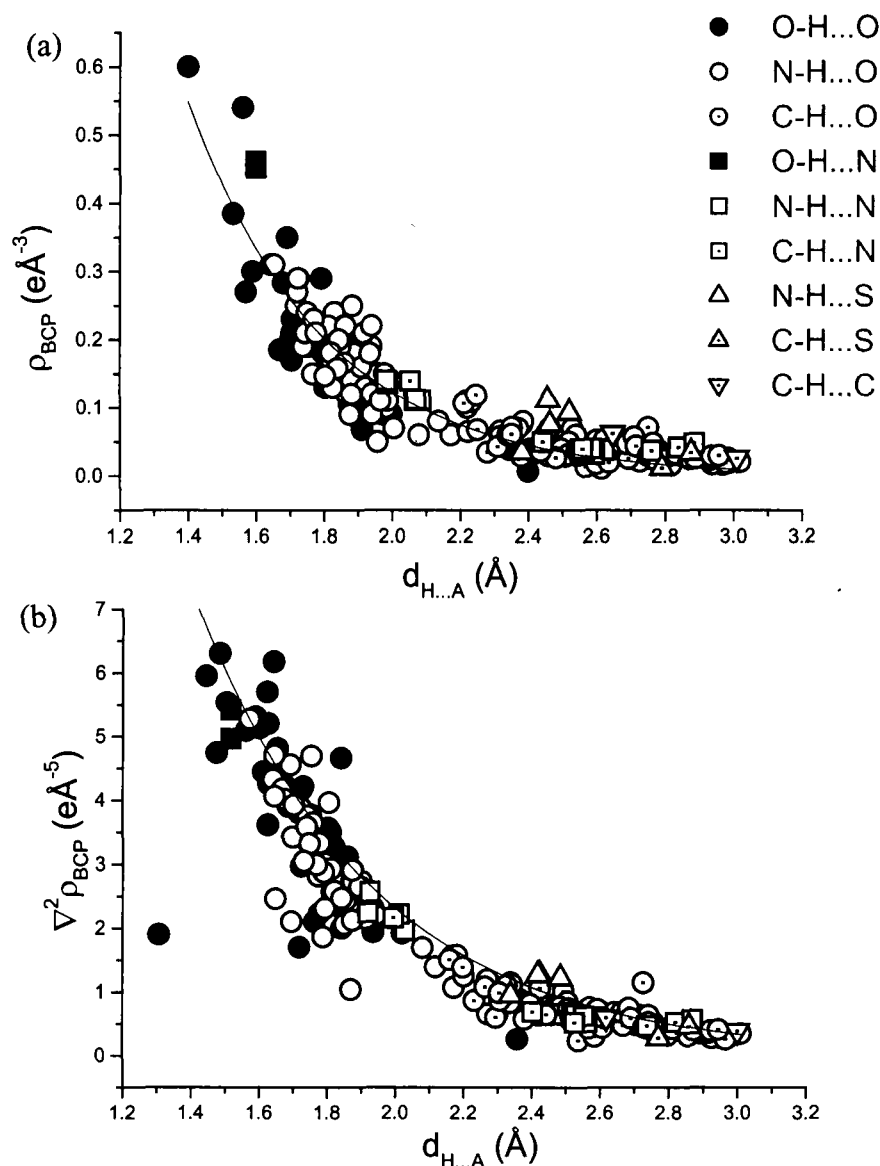 (a)
O-H...O
N-H...O
C-H...O
O-H...N
N-H...N
C-H...N
N-H...S
C-H...S
C-H...C
ρBCP (eÅ⁻³)
0.6
0.5
0.4
0.3
0.2
0.1
0.0
1.2 1.4 1.6 1.8 2.0 2.2 2.4 2.6 2.8 3.0 3.2
dH...A (Å)
(b)
∇²ρBCP (eÅ⁻⁵)
7
6
5
4
3
2
1
0
1.2 1.4 1.6 1.8 2.0 2.2 2.4 2.6 2.8 3.0 3.2
dH...A (Å)